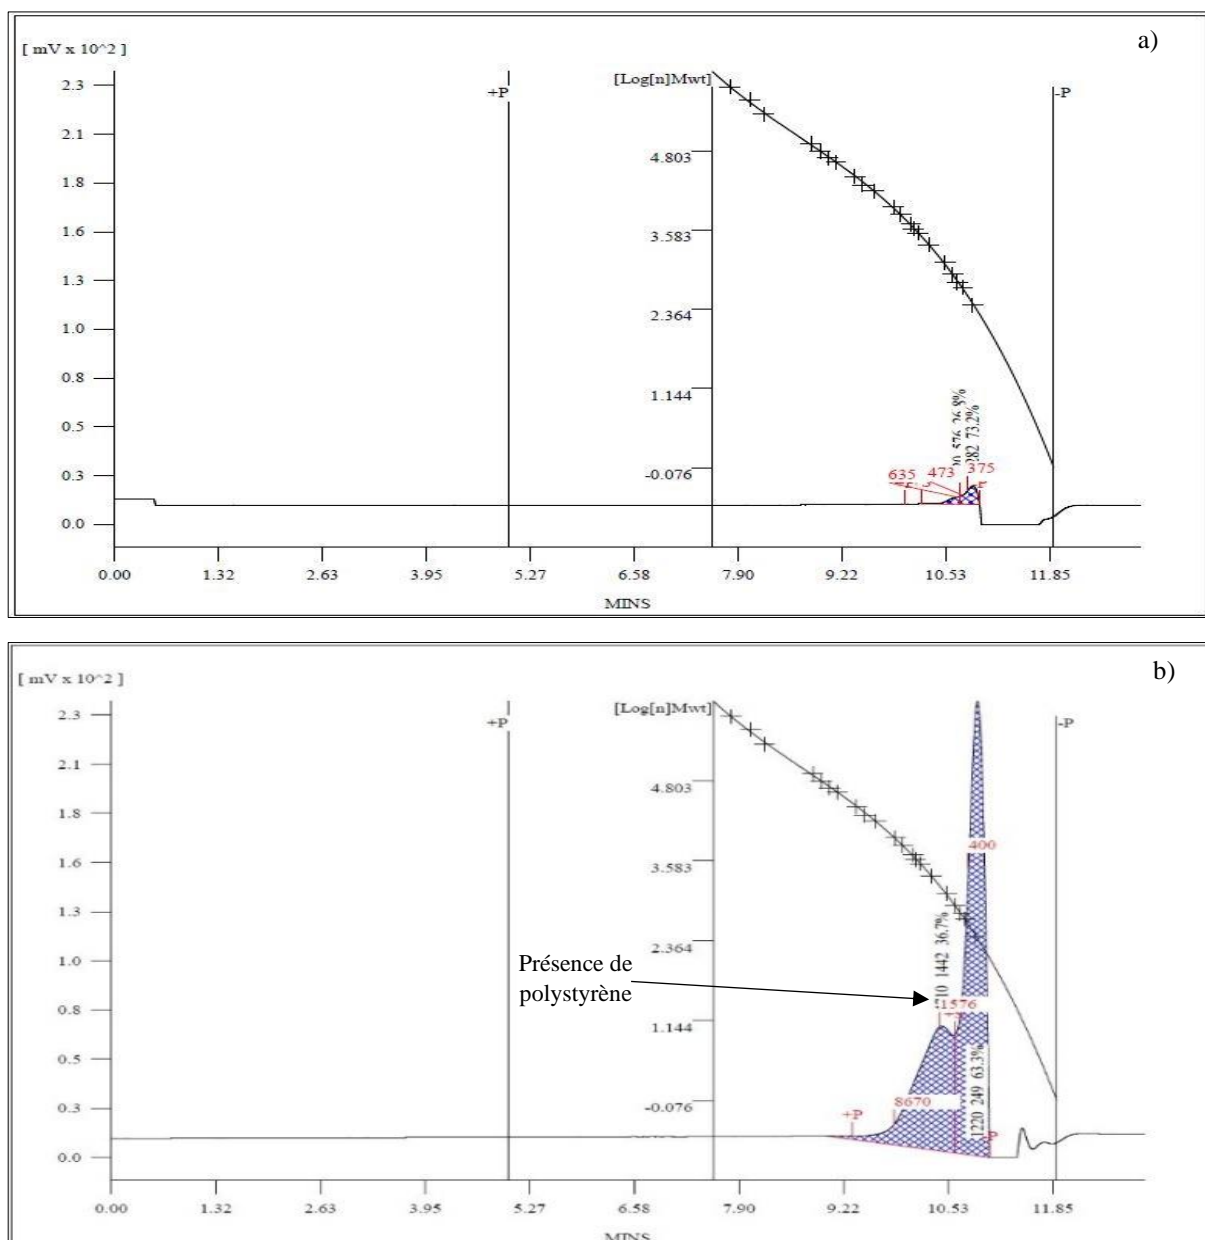 a)
[ mV x 10^2 ]
[Log[n]Mwt]
+P
-P
2.3
2.1
1.8
1.6
1.3
1.0
0.8
0.5
0.3
0.0
4.803
3.583
2.364
1.144
-0.076
576 26.8%
282 73.2%
635 473 375
0.00 1.32 2.63 3.95 5.27 6.58 7.90 9.22 10.53 11.85
MINS
b)
[ mV x 10^2 ]
[Log[n]Mwt]
+P
-P
2.3
2.1
1.8
1.6
1.3
1.0
0.8
0.5
0.3
0.0
4.803
3.583
2.364
1.144
-0.076
400
1442 36.7%
Présence de
polystyrène
1576
1220 249 63.3%
8670
+P
-P
0.00 1.32 2.63 3.95 5.27 6.58 7.90 9.22 10.53 11.85
MINS